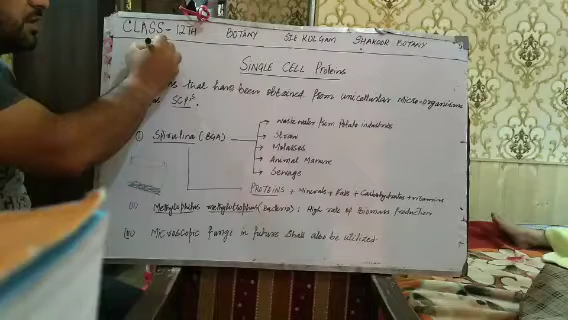 CLASS-12TH BOTANY SIE KULGAM SHAKOOR BOTANY
SINGLE CELL Proteins
that have been obtained from unicellular micro-organisms
as SCP's.
(i) Spirulina (BGA)
Waste water from Potato industries
Straw
Molasses
Animal Manure
Sewage
PROTEINS + Minerals + Fats + Carbohydrates + vitamins
(ii) Methylophilus methylotrophus (Bacteria): High rate of Biomass Production
(iii) Microscopic fungi in future shall also be utilized.